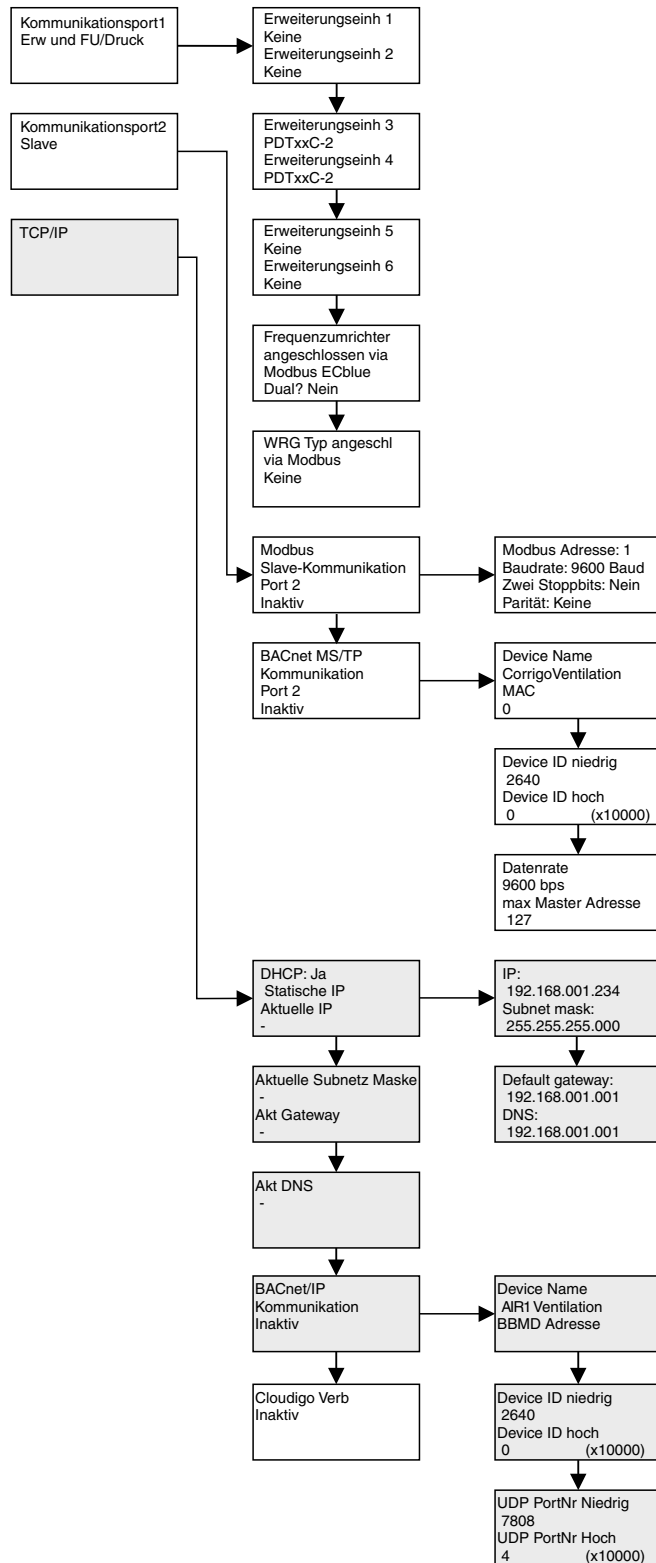 Kommunikationsport1
Erw und FU/Druck
Erweiterungseinh 1
Keine
Erweiterungseinh 2
Keine
Kommunikationsport2
Slave
Erweiterungseinh 3
PDTxxC-2
Erweiterungseinh 4
PDTxxC-2
TCP/IP
Erweiterungseinh 5
Keine
Erweiterungseinh 6
Keine
Frequenzumrichter
angeschlossen via
Modbus ECblue
Dual? Nein
WRG Typ angeschl
via Modbus
Keine
Modbus
Slave-Kommunikation
Port 2
Inaktiv
Modbus Adresse: 1
Baudrate: 9600 Baud
Zwei Stoppbits: Nein
Parität: Keine
BACnet MS/TP
Kommunikation
Port 2
Inaktiv
Device Name
CorrigoVentilation
MAC
0
Device ID niedrig
2640
Device ID hoch
0 (x10000)
Datenrate
9600 bps
max Master Adresse
127
DHCP: Ja
Statische IP
Aktuelle IP
-
IP:
192.168.001.234
Subnet mask:
255.255.255.000
Aktuelle Subnetz Maske
-
Akt Gateway
-
Default gateway:
192.168.001.001
DNS:
192.168.001.001
Akt DNS
-
BACnet/IP
Kommunikation
Inaktiv
Device Name
AIR1 Ventilation
BBMD Adresse
Cloudigo Verb
Inaktiv
Device ID niedrig
2640
Device ID hoch
0 (x10000)
UDP PortNr Niedrig
7808
UDP PortNr Hoch
4 (x10000)